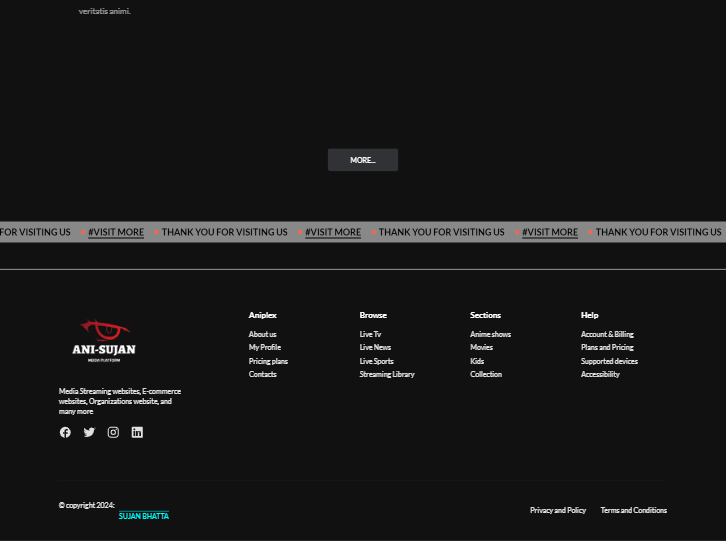 veritatis animi.
MORE...
FOR VISITING US #VISIT MORE THANK YOU FOR VISITING US #VISIT MORE THANK YOU FOR VISITING US #VISIT MORE THANK YOU FOR VISITING US
ANI-SUJAN
MEDIA PLATFORM
Media Streaming websites, E-commerce
websites, Organizations website, and
many more
Aniplex
About us
My Profile
Pricing plans
Contacts
Browse
Live Tv
Live News
Live Sports
Streaming Library
Sections
Anime shows
Movies
Kids
Collection
Help
Account & Billing
Plans and Pricing
Supported devices
Accessibility
© copyright 2024:
SUJAN BHATTA
Privacy and Policy
Terms and Conditions